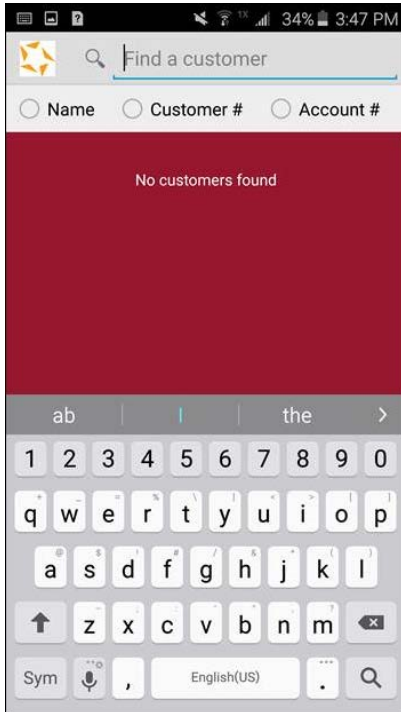 1X 34% 3:47 PM
Find a customer
Name Customer # Account #
No customers found
ab I the
1 2 3 4 5 6 7 8 9 0
q w e r t y u i o p
a s d f g h j k l
z x c v b n m
Sym , English(US) .